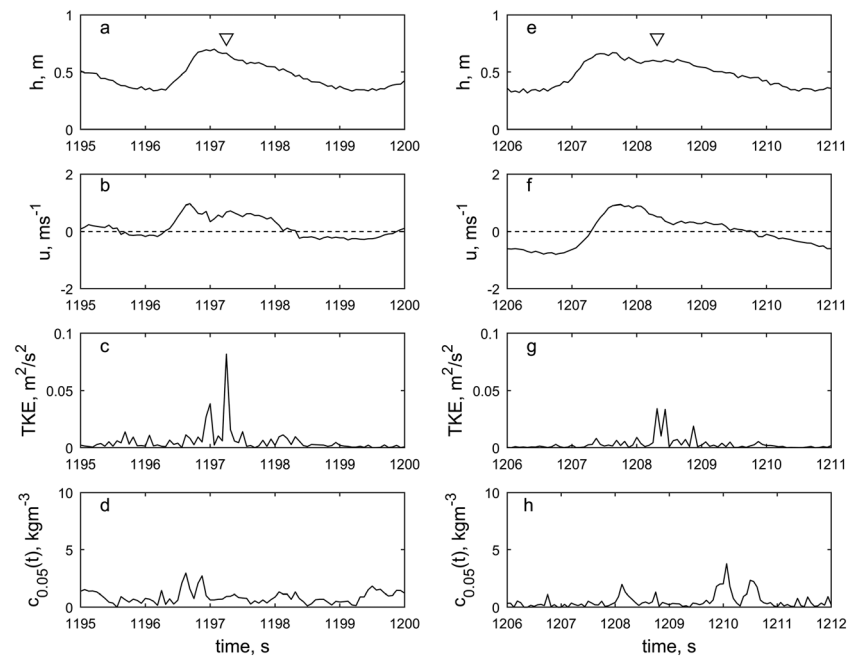 a
1
0.5
0
h, m
1195 1196 1197 1198 1199 1200
e
1
0.5
0
h, m
1206 1207 1208 1209 1210 1211
b
2
0
-2
u, ms-1
1195 1196 1197 1198 1199 1200
f
2
0
-2
u, ms-1
1206 1207 1208 1209 1210 1211
c
0.1
0.05
0
TKE, m2/s2
1195 1196 1197 1198 1199 1200
g
0.1
0.05
0
TKE, m2/s2
1206 1207 1208 1209 1210 1211
d
10
5
0
c0.05(t), kgm-3
1195 1196 1197 1198 1199 1200
time, s
h
10
5
0
c0.05(t), kgm-3
1206 1207 1208 1209 1210 1211 1212
time, s